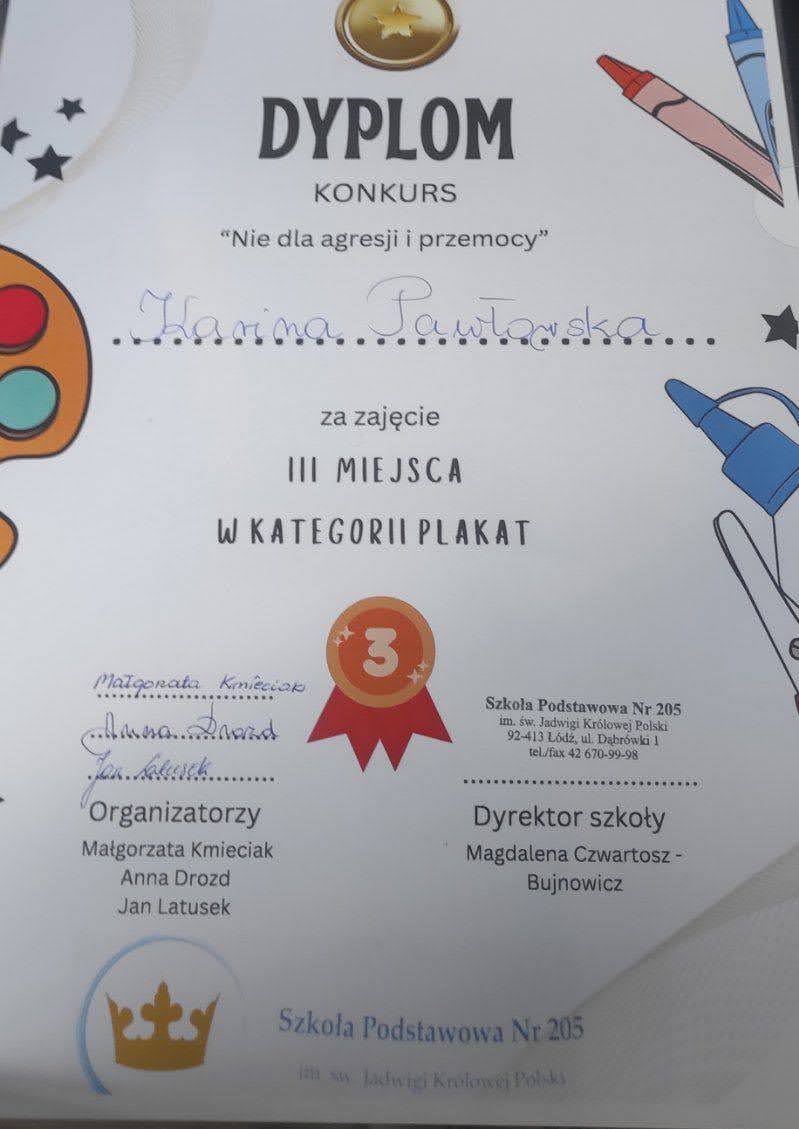 DYPLOM
KONKURS
“Nie dla agresji i przemocy”
Karina Pawłowska
za zajęcie
III MIEJSCA
W KATEGORII PLAKAT
3
Małgorzata Kmieciak
Anna Drozd
Jan Latusek
Organizatorzy
Małgorzata Kmieciak
Anna Drozd
Jan Latusek
Szkoła Podstawowa Nr 205
im. św. Jadwigi Królowej Polski
92-413 Łódź, ul. Dąbrówki 1
tel./fax 42 670-99-98
Dyrektor szkoły
Magdalena Czwartosz -
Bujnowicz
Szkoła Podstawowa Nr 205
im. św. Jadwigi Królowej Polski